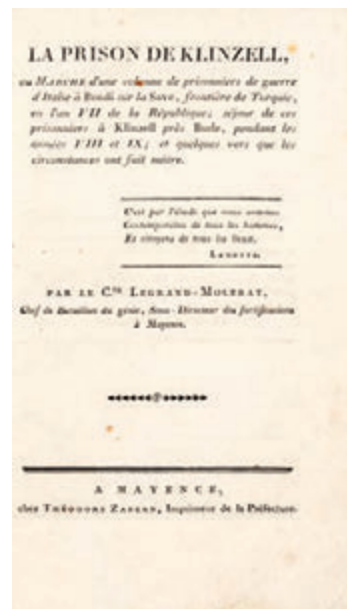 LA PRISON DE KLINZELL,
ou MARCHE d'une colonne de prisonniers de guerre
d'Italie à Brodi sur la Save, frontière de Turquie,
en l'an VII de la République; séjour de ces
prisonniers à Klinzell près Bude, pendant les
années VIII et IX; et quelques vers que les
circonstances ont fait naître.
C'est par l'étude que nous sommes
Contemporains de tous les hommes,
Et citoyens de tous les lieux.
LAMOTTE.
PAR LE C.en LEGRAND-MOLERAT,
Chef de Bataillon du génie, Sous-Directeur des fortifications
à Mayence.
A MAYENCE,
chez THÉODORE ZABERN, Imprimeur de la Préfecture.